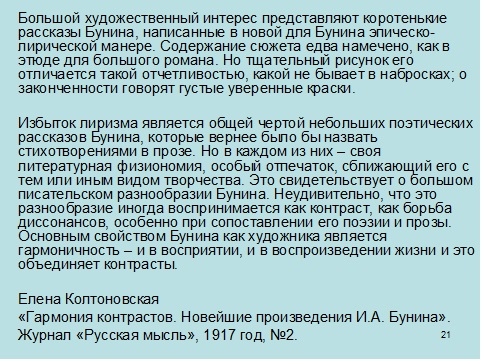 Большой художественный интерес представляют коротенькие
рассказы Бунина, написанные в новой для Бунина эпическо-
лирической манере. Содержание сюжета едва намечено, как в
этюде для большого романа. Но тщательный рисунок его
отличается такой отчетливостью, какой не бывает в набросках; о
законченности говорят густые уверенные краски.
Избыток лиризма является общей чертой небольших поэтических
рассказов Бунина, которые вернее было бы назвать
стихотворениями в прозе. Но в каждом из них – своя
литературная физиономия, особый отпечаток, сближающий его с
тем или иным видом творчества. Это свидетельствует о большом
писательском разнообразии Бунина. Неудивительно, что это
разнообразие иногда воспринимается как контраст, как борьба
диссонансов, особенно при сопоставлении его поэзии и прозы.
Основным свойством Бунина как художника является
гармоничность – и в восприятии, и в воспроизведении жизни и это
объединяет контрасты.
Елена Колтоновская
«Гармония контрастов. Новейшие произведения И.А. Бунина».
Журнал «Русская мысль», 1917 год, №2.
21